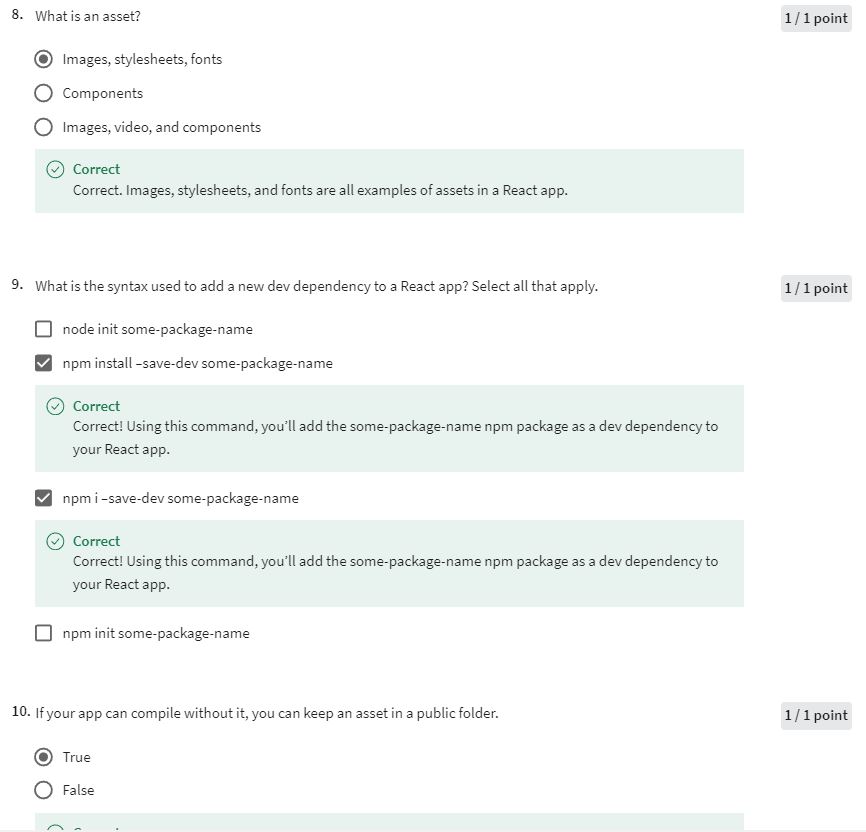 8. What is an asset?
1 / 1 point
Images, stylesheets, fonts
Components
Images, video, and components
Correct
Correct. Images, stylesheets, and fonts are all examples of assets in a React app.
9. What is the syntax used to add a new dev dependency to a React app? Select all that apply.
1 / 1 point
node init some-package-name
npm install –save-dev some-package-name
Correct
Correct! Using this command, you’ll add the some-package-name npm package as a dev dependency to
your React app.
npm i –save-dev some-package-name
Correct
Correct! Using this command, you’ll add the some-package-name npm package as a dev dependency to
your React app.
npm init some-package-name
10. If your app can compile without it, you can keep an asset in a public folder.
1 / 1 point
True
False